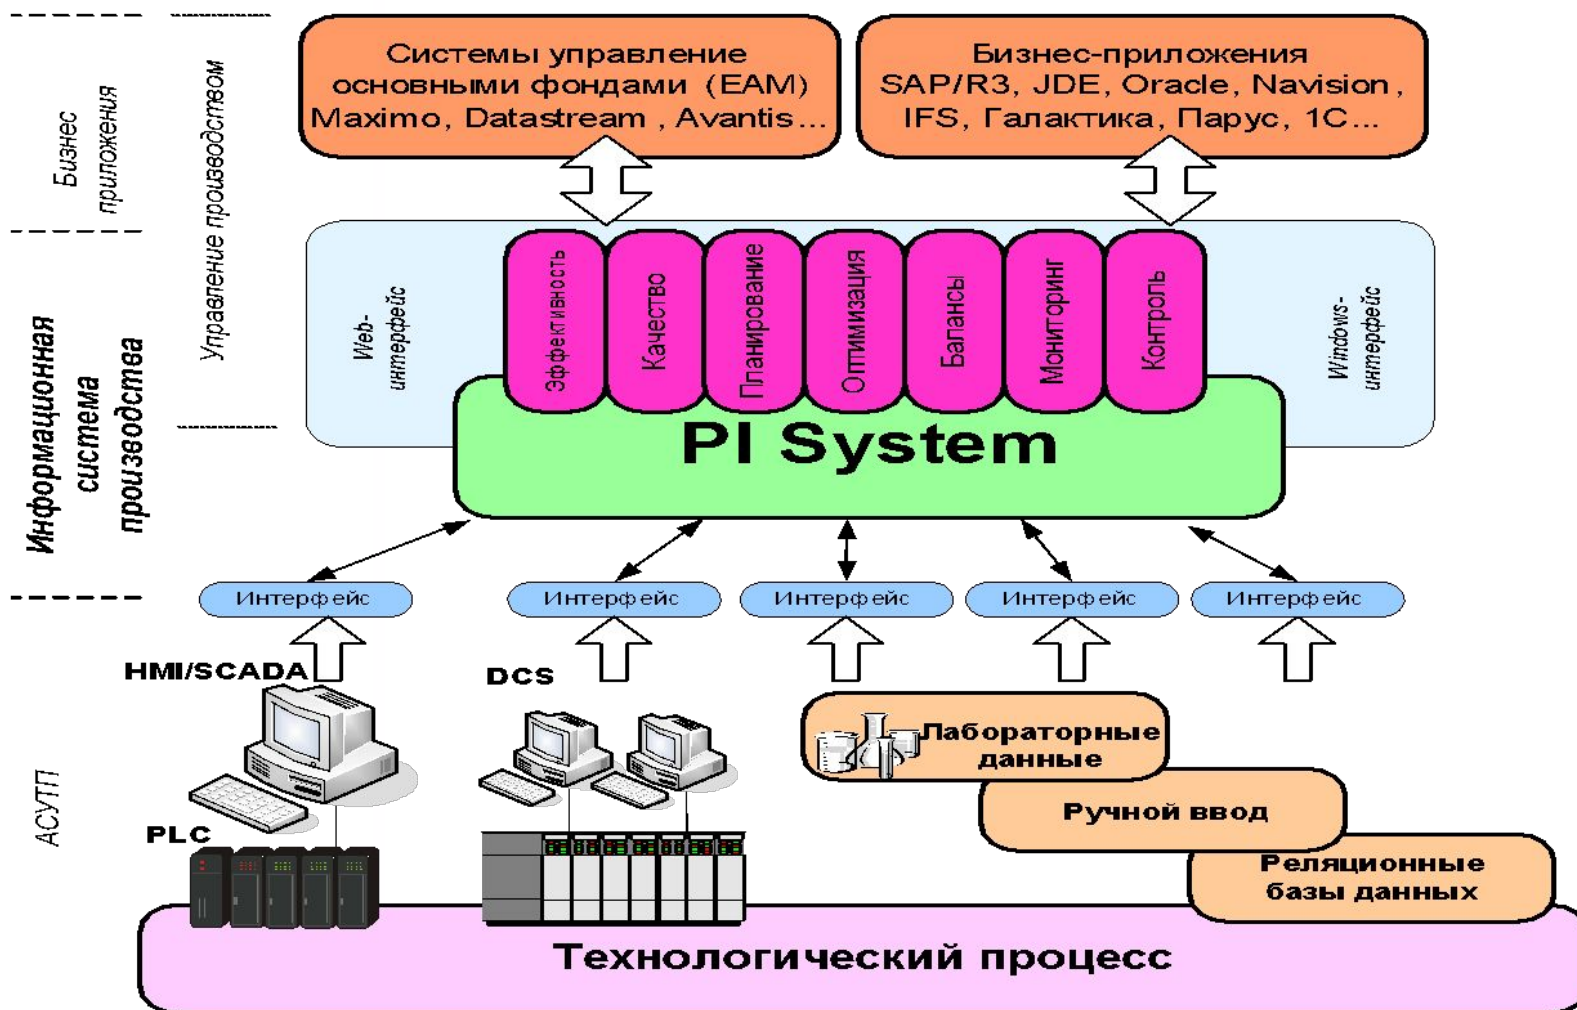 Системы управление
основными фондами (EAM)
Maximo, Datastream , Avantis...
Бизнес-приложения
SAP/R3, JDE, Oracle, Navision ,
IFS, Галактика, Парус, 1С...
Бизнес
приложения
Управление производством
Информационная
система
производства
АСУТП
Web-
интерфейс
Эффективность
Качество
Планирование
Оптимизация
Балансы
Мониторинг
Контроль
Windows-
интерфейс
PI System
Интерфейс
Интерфейс
Интерфейс
Интерфейс
Интерфейс
HMI/SCADA
DCS
PLC
Лабораторные
данные
Ручной ввод
Реляционные
базы данных
Технологический процесс